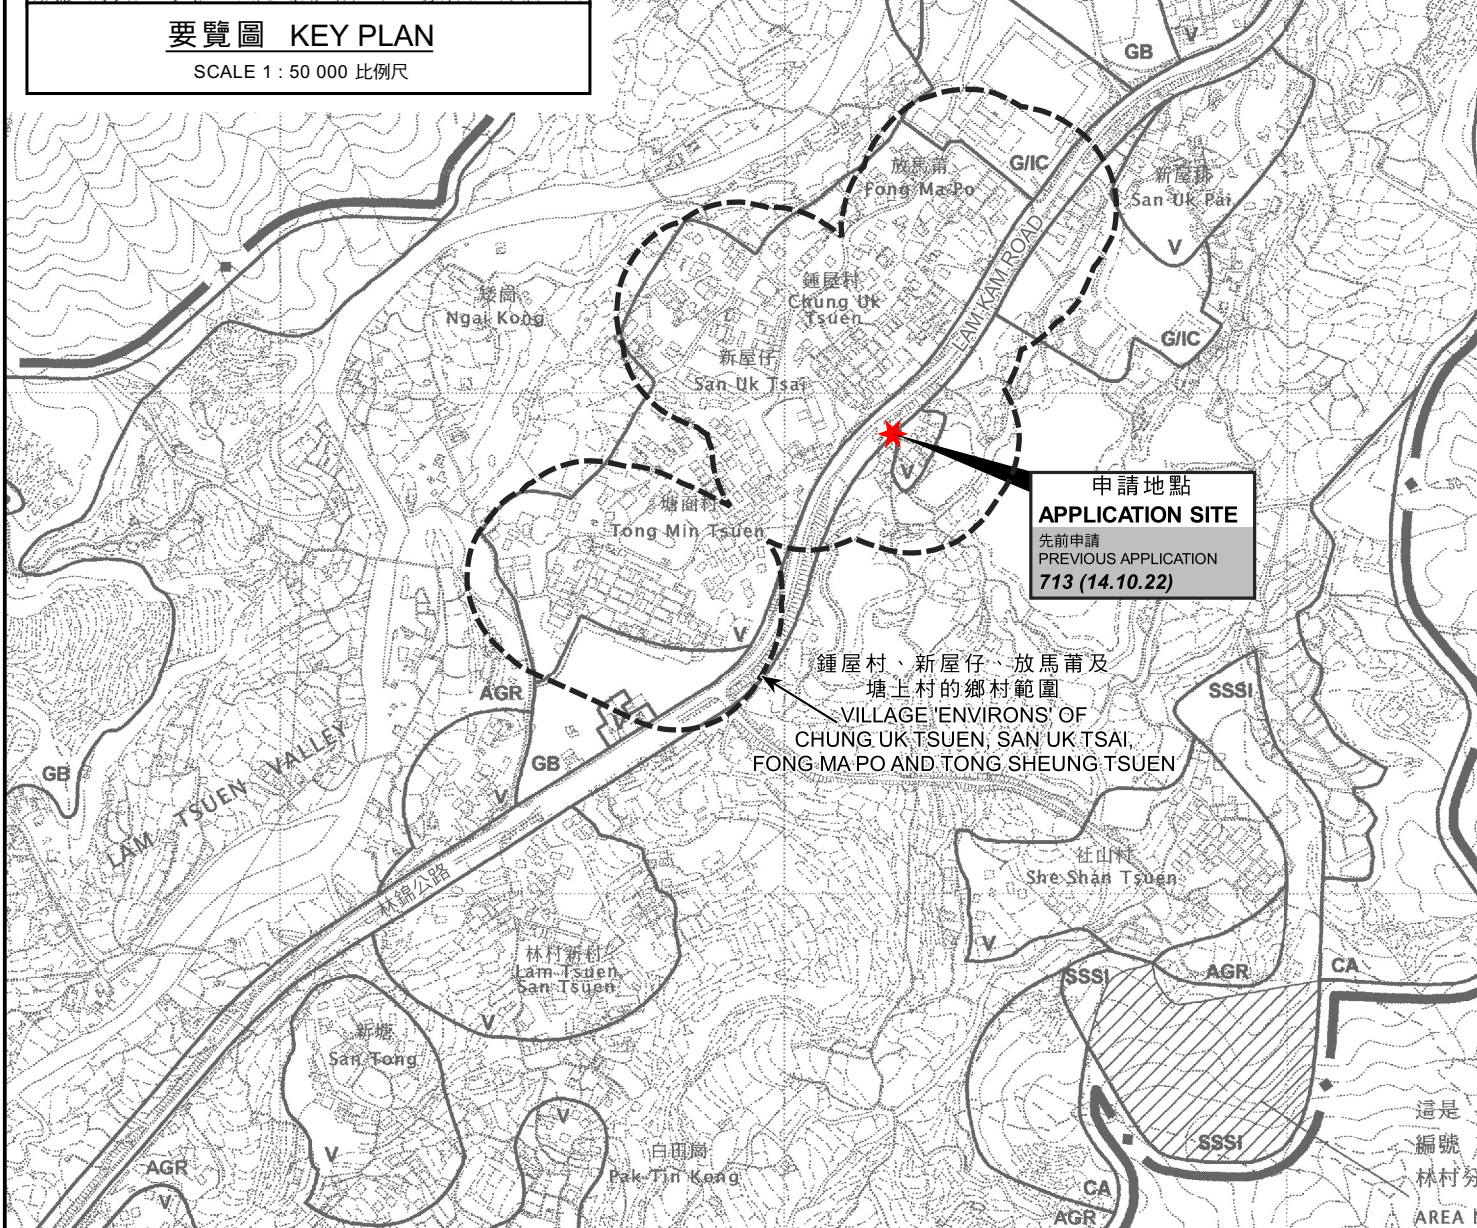 要覽圖 KEY PLAN
SCALE 1 : 50 000 比例尺
GB
V
G/IC
放馬莆
Fong Ma Po
新屋排
San Uk Pai
V
LAM KAM ROAD
鍾屋村
Chung Uk
Tsuen
矮崗
Ngai Kong
G/IC
新屋仔
San Uk Tsai
V
申請地點
APPLICATION SITE
先前申請
PREVIOUS APPLICATION
713 (14.10.22)
塘面村
Tong Min Tsuen
V
鍾屋村、新屋仔、放馬莆及
塘上村的鄉村範圍
VILLAGE 'ENVIRONS' OF
CHUNG UK TSUEN, SAN UK TSAI,
FONG MA PO AND TONG SHEUNG TSUEN
AGR
SSSI
GB
GB
V
LAM TSUEN VALLEY
林錦公路
社山村
She Shan Tsuen
V
林村新村
Lam Tsuen
San Tsuen
V
SSSI
AGR
CA
新塘
San Tong
V
V
白田崗
Pak Tin Kong
AGR
V
SSSI
CA
AGR
這是
編號
林村分
AREA